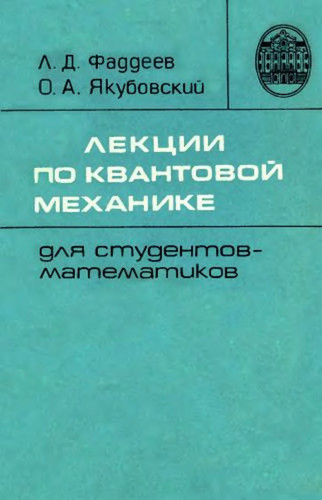 Л. Д. Фаддеев
О. А. Якубовский
ЛЕКЦИИ
ПО КВАНТОВОЙ
МЕХАНИКЕ
для студентов-
математиков